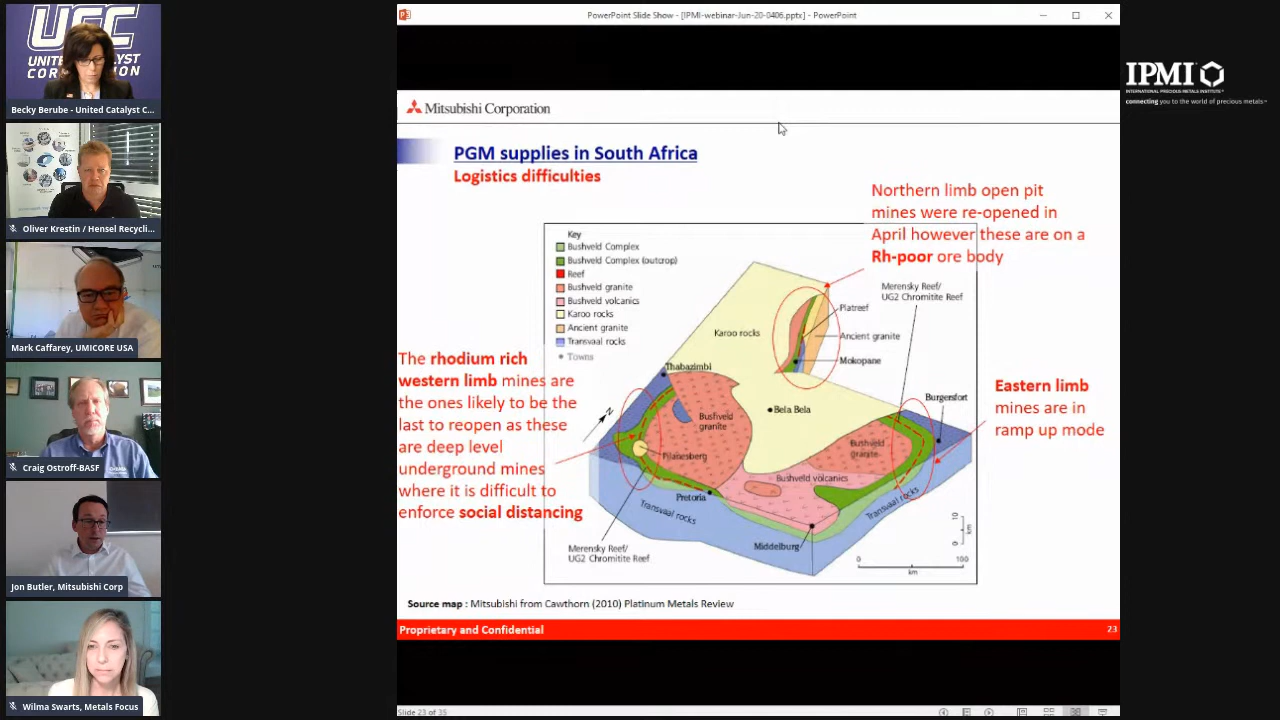 UCC
UNITED CATALYST
CORPORATION
Becky Berube - United Catalyst C...
Oliver Krestin / Hensel Recycli...
Mark Caffarey, UMICORE USA
Craig Ostroff-BASF
Jon Butler, Mitsubishi Corp
Wilma Swarts, Metals Focus
PowerPoint Slide Show - [IPMI-webinar-Jun-20-0406.pptx] - PowerPoint
Mitsubishi Corporation
PGM supplies in South Africa
Logistics difficulties
Northern limb open pit
mines were re-opened in
April however these are on a
Rh-poor ore body
Key
Bushveld Complex
Bushveld Complex (outcrop)
Reef
Bushveld granite
Bushveld volcanics
Karoo rocks
Ancient granite
Transvaal rocks
Towns
The rhodium rich
western limb mines are
the ones likely to be the
last to reopen as these
are deep level
underground mines
where it is difficult to
enforce social distancing
Merensky Reef/
UG2 Chromitite Reef
Platreef
Karoo rocks
Ancient granite
Mokopane
Thabazimbi
N
Bela Bela
Burgersfort
Bushveld
granite
Bushveld
granite
Pilanesberg
Bushveld volcanics
Pretoria
Transvaal rocks
Transvaal rocks
Middelburg
Merensky Reef/
UG2 Chromitite Reef
10
0
km
0
100
km
Eastern limb
mines are in
ramp up mode
Source map : Mitsubishi from Cawthorn (2010) Platinum Metals Review
Proprietary and Confidential
23
Slide 23 of 35
IPMI
INTERNATIONAL PRECIOUS METALS INSTITUTE
connecting you to the world of precious metals